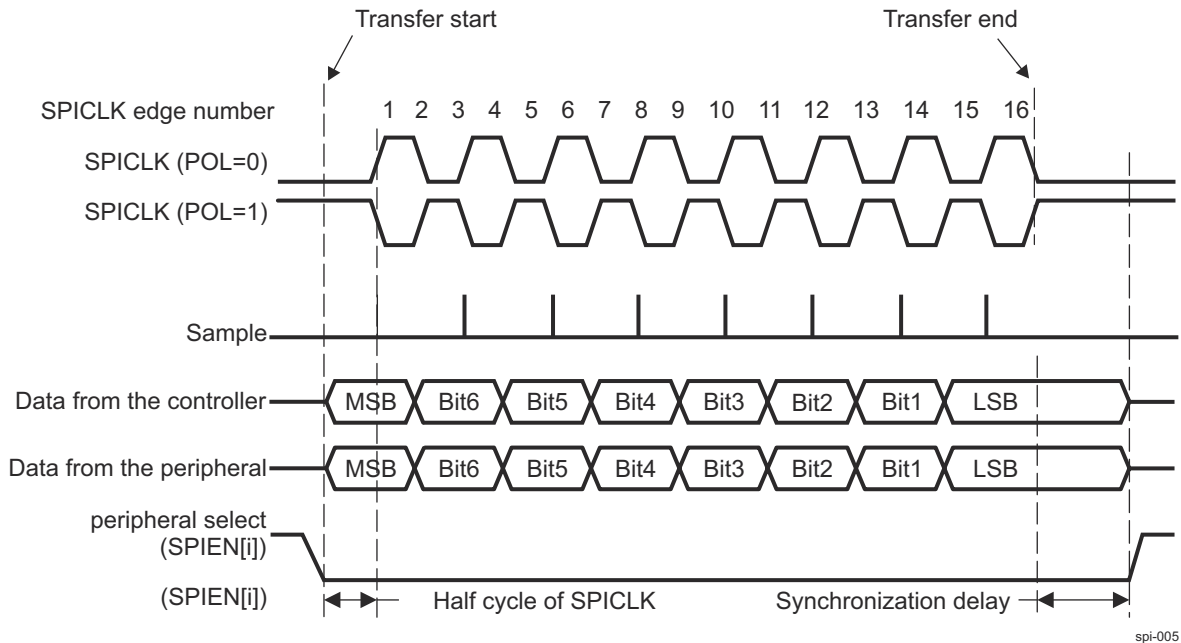 Transfer start
Transfer end
SPICLK edge number
1 2 3 4 5 6 7 8 9 10 11 12 13 14 15 16
SPICLK (POL=0)
SPICLK (POL=1)
Sample
Data from the controller
MSB Bit6 Bit5 Bit4 Bit3 Bit2 Bit1 LSB
Data from the peripheral
MSB Bit6 Bit5 Bit4 Bit3 Bit2 Bit1 LSB
peripheral select
(SPIEN[i])
(SPIEN[i])
Half cycle of SPICLK
Synchronization delay
spi-005